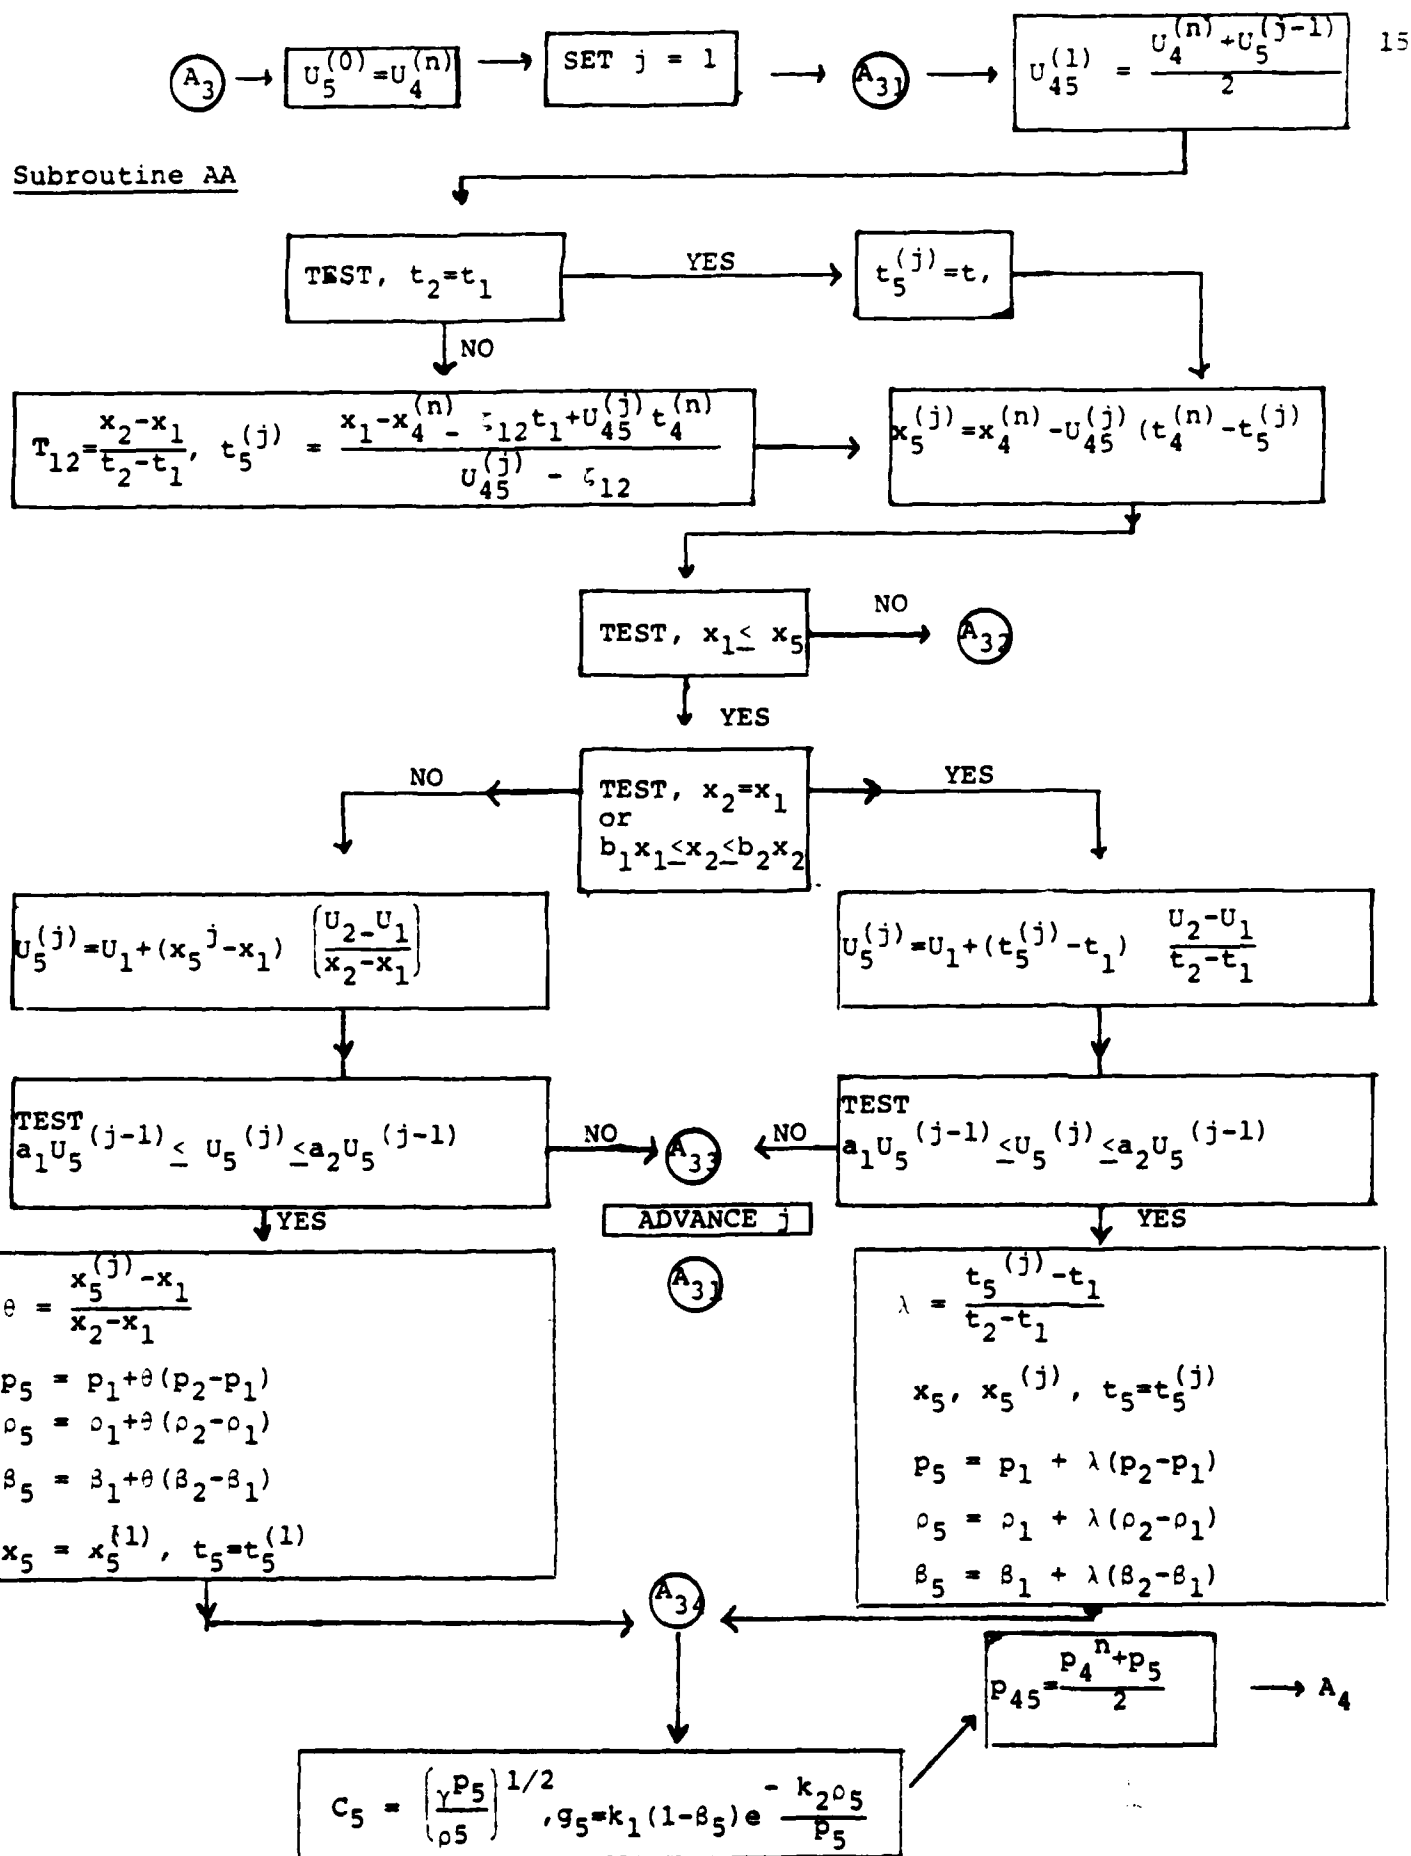 15
A₃ → U₅⁽⁰⁾=U₄⁽ⁿ⁾ → SET j = 1 → A₃₁ → U₄₅⁽¹⁾ = (U₄⁽ⁿ⁾+U₅⁽ʲ⁻¹⁾)/2
Subroutine AA
TEST, t₂=t₁
YES
t₅⁽ʲ⁾=t,
NO
T₁₂=(x₂-x₁)/(t₂-t₁), t₅⁽ʲ⁾ = (x₁-x₄⁽ⁿ⁾ - ζ₁₂t₁+U₄₅⁽ʲ⁾t₄⁽ⁿ⁾)/(U₄₅⁽ʲ⁾ - ζ₁₂)
x₅⁽ʲ⁾=x₄⁽ⁿ⁾-U₄₅⁽ʲ⁾(t₄⁽ⁿ⁾-t₅⁽ʲ⁾)
TEST, x₁≤ x₅
NO
A₃₂
YES
NO
TEST, x₂=x₁
or
b₁x₁≤x₂≤b₂x₂
YES
U₅⁽ʲ⁾=U₁+(x₅ʲ-x₁) ((U₂-U₁)/(x₂-x₁))
U₅⁽ʲ⁾=U₁+(t₅⁽ʲ⁾-t₁) (U₂-U₁)/(t₂-t₁)
TEST
a₁U₅⁽ʲ⁻¹⁾≤ U₅⁽ʲ⁾≤a₂U₅⁽ʲ⁻¹⁾
NO
A₃₃
NO
TEST
a₁U₅⁽ʲ⁻¹⁾≤U₅⁽ʲ⁾≤a₂U₅⁽ʲ⁻¹⁾
YES
ADVANCE j
YES
A₃₁
θ = (x₅⁽ʲ⁾-x₁)/(x₂-x₁)
p₅ = p₁+θ(p₂-p₁)
ρ₅ = ρ₁+θ(ρ₂-ρ₁)
β₅ = β₁+θ(β₂-β₁)
x₅ = x₅⁽¹⁾, t₅=t₅⁽¹⁾
λ = (t₅⁽ʲ⁾-t₁)/(t₂-t₁)
x₅, x₅⁽ʲ⁾, t₅=t₅⁽ʲ⁾
p₅ = p₁ + λ(p₂-p₁)
ρ₅ = ρ₁ + λ(ρ₂-ρ₁)
β₅ = β₁ + λ(β₂-β₁)
A₃₄
p₄₅=(p₄ⁿ+p₅)/2 → A₄
C₅ = (γp₅/ρ5)^1/2 ,g₅=k₁(1-β₅)e^-(k₂ρ₅/p₅)